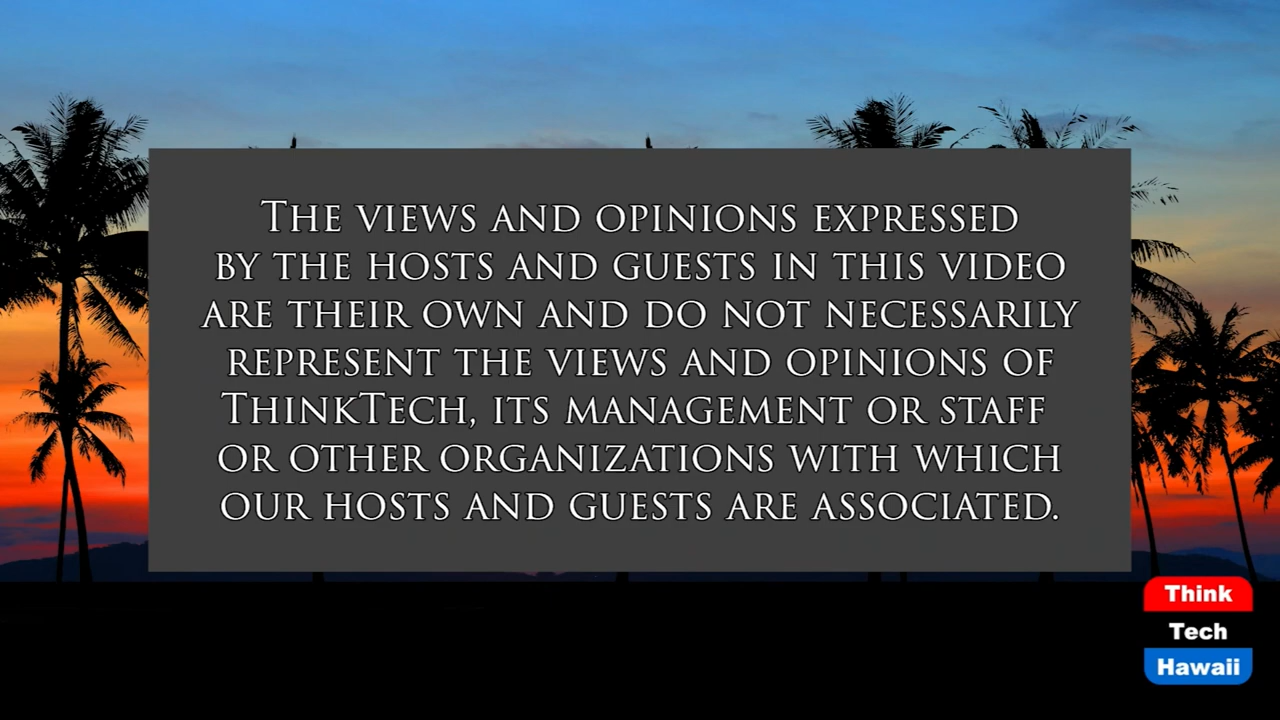 The views and opinions expressed
by the hosts and guests in this video
are their own and do not necessarily
represent the views and opinions of
ThinkTech, its management or staff
or other organizations with which
our hosts and guests are associated.
Think
Tech
Hawaii